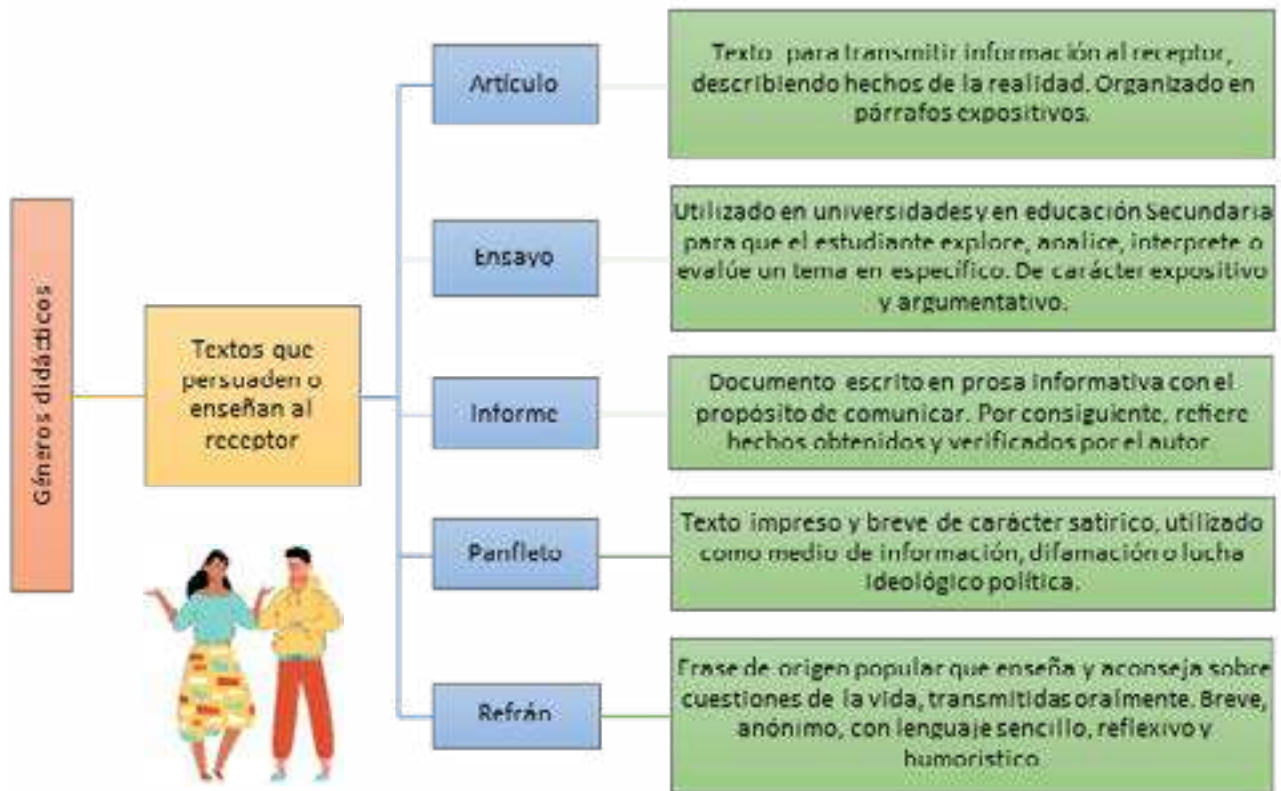 Géneros didácticos
Textos que
persuaden o
enseñan al
receptor
Artículo
Texto para transmitir información al receptor,
describiendo hechos de la realidad. Organizado en
párrafos expositivos.
Ensayo
Utilizado en universidades y en educación Secundaria
para que el estudiante explore, analice, interprete o
evalúe un tema en específico. De carácter expositivo
y argumentativo.
Informe
Documento escrito en prosa informativa con el
propósito de comunicar. Por consiguiente, refiere
hechos obtenidos y verificados por el autor
Panfleto
Texto impreso y breve de carácter satírico, utilizado
como medio de información, difamación o lucha
ideológico política.
Refrán
Frase de origen popular que enseña y aconseja sobre
cuestiones de la vida, transmitidas oralmente. Breve,
anónimo, con lenguaje sencillo, reflexivo y
humorístico